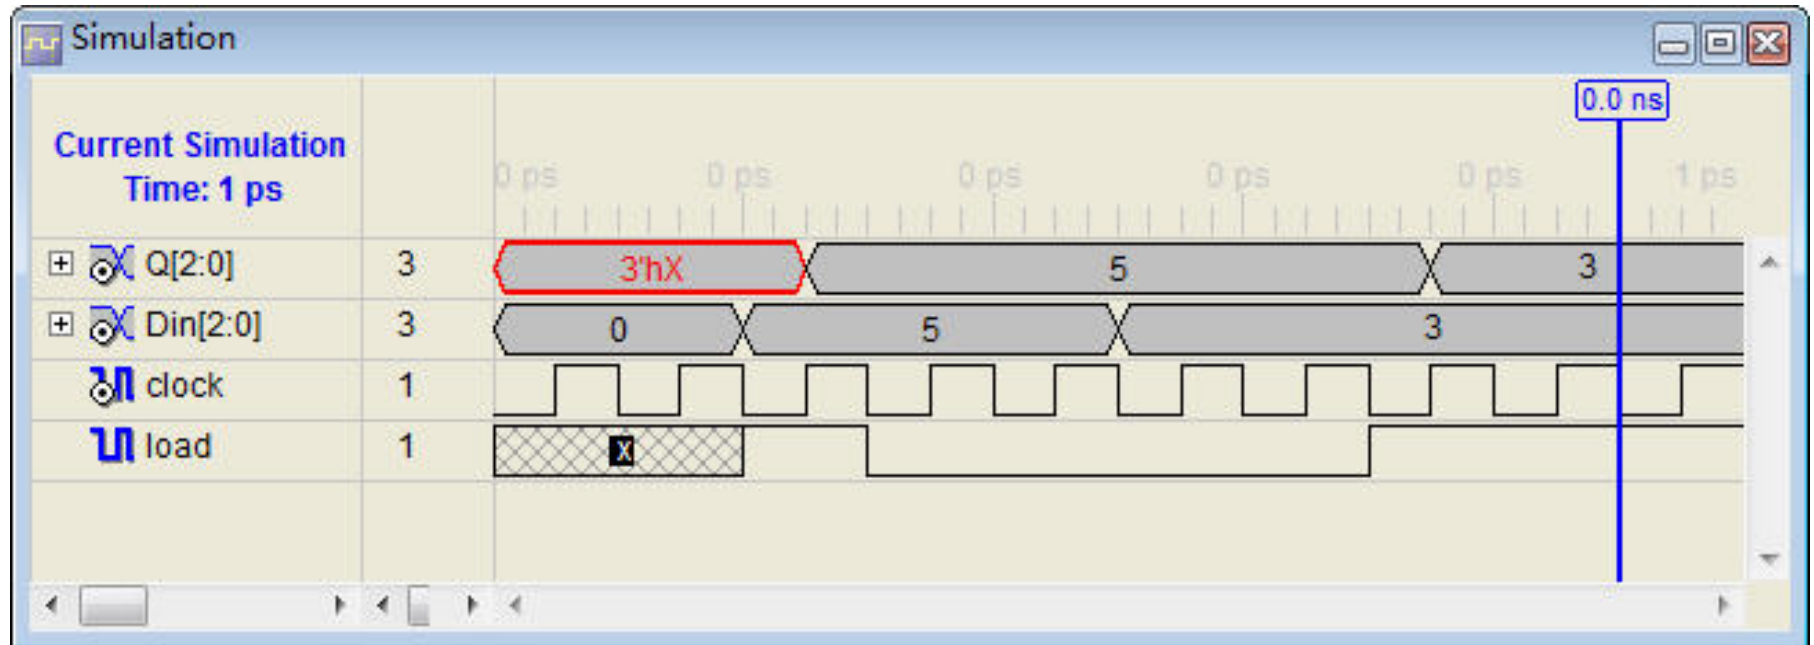 Simulation
0.0 ns
Current Simulation
Time: 1 ps
0 ps 0 ps 0 ps 0 ps 0 ps 1 ps
Q[2:0] 3 3'hX 5 3
Din[2:0] 3 0 5 3
clock 1
load 1 X